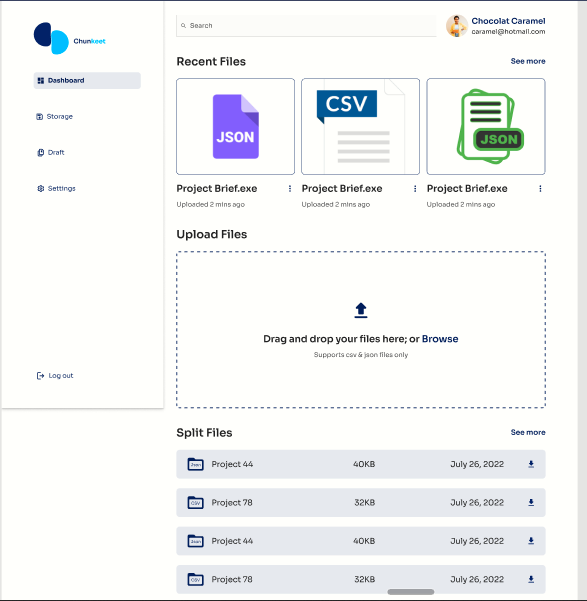 Chunkeet
Dashboard
Storage
Draft
Settings
Log out
Search
Chocolat Caramel
caramel@hotmail.com
Recent Files
See more
JSON
CSV
JSON
Project Brief.exe
Project Brief.exe
Project Brief.exe
Uploaded 2 mins ago
Uploaded 2 mins ago
Uploaded 2 mins ago
Upload Files
Drag and drop your files here; or Browse
Supports csv & json files only
Split Files
See more
Json Project 44 40KB July 26, 2022
CSV Project 78 32KB July 26, 2022
Json Project 44 40KB July 26, 2022
CSV Project 78 32KB July 26, 2022